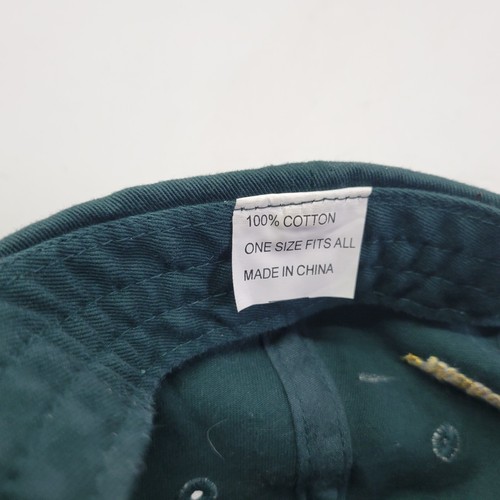 100% COTTON
ONE SIZE FITS ALL
MADE IN CHINA